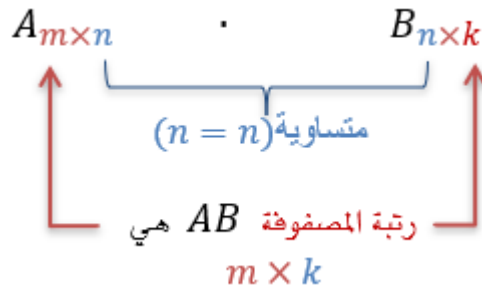 A_{m×n} · B_{n×k}
متساوية (n = n)
رتبة المصفوفة AB هي
m × k